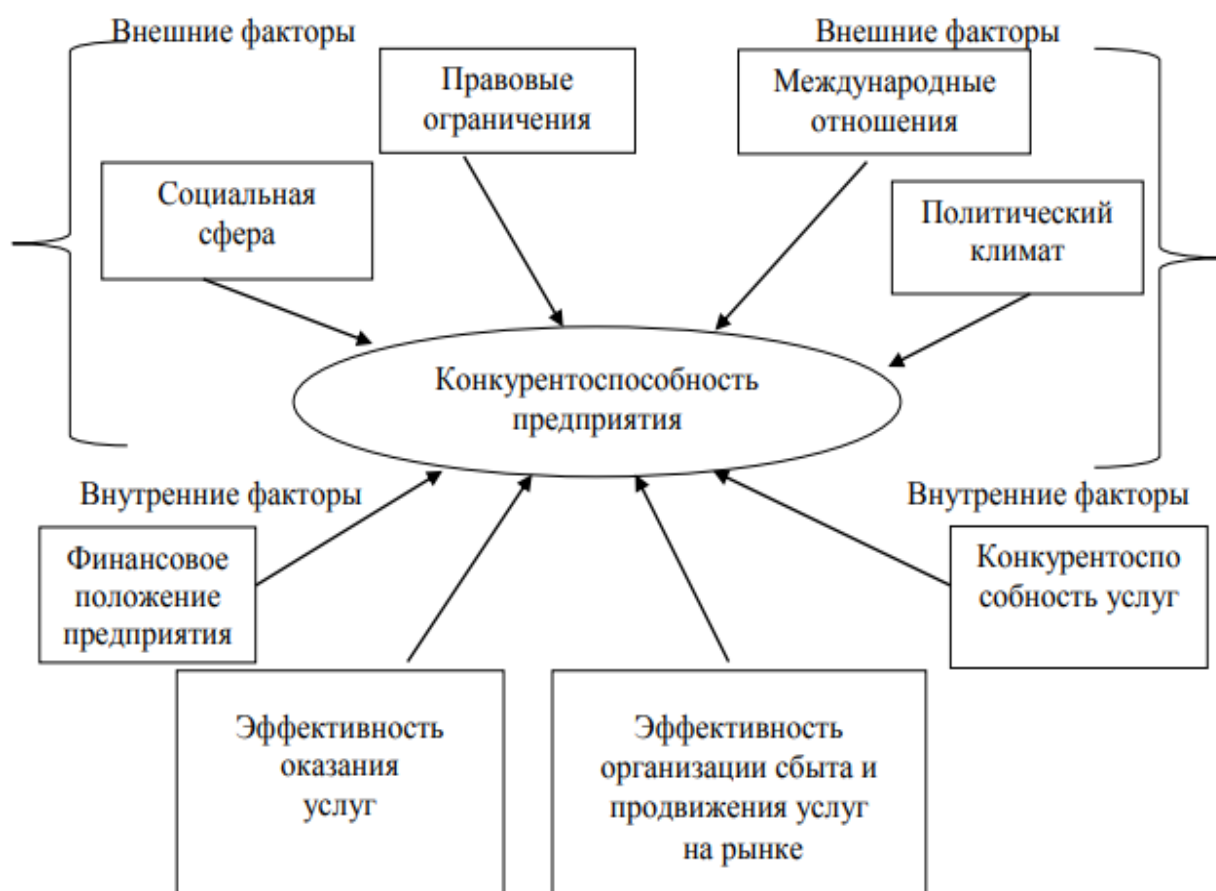 Внешние факторы
Внешние факторы
Правовые
ограничения
Международные
отношения
Социальная
сфера
Политический
климат
Конкурентоспособность
предприятия
Внутренние факторы
Внутренние факторы
Финансовое
положение
предприятия
Конкурентоспо
собность услуг
Эффективность
оказания
услуг
Эффективность
организации сбыта и
продвижения услуг
на рынке